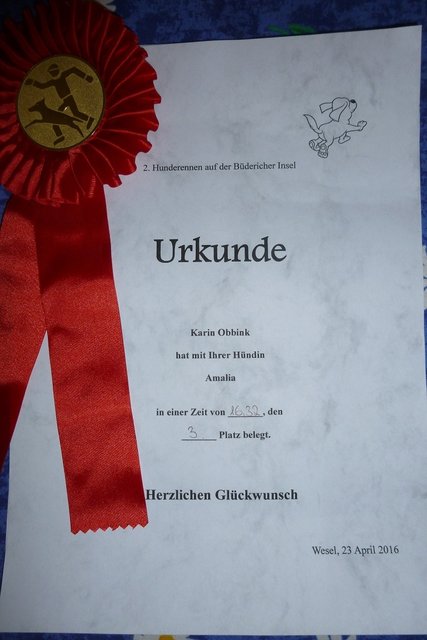 2. Hunderennen auf der Büdericher Insel
Urkunde
Karin Obbink
hat mit Ihrer Hündin
Amalia
in einer Zeit von 16,32, den
3. Platz belegt.
Herzlichen Glückwunsch
Wesel, 23 April 2016